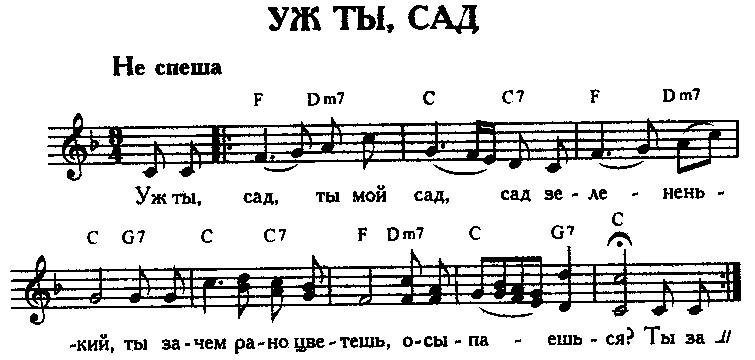 УЖ ТЫ, САД
Не спеша
F Dm7 C C7 F Dm7
Уж ты, сад, ты мой сад, сад зе - ле - нень -
C G7 C C7 F Dm7 C G7 C
-кий, ты за-чем ра-но цве-тешь, о-сы-па - ешь-ся? Ты за